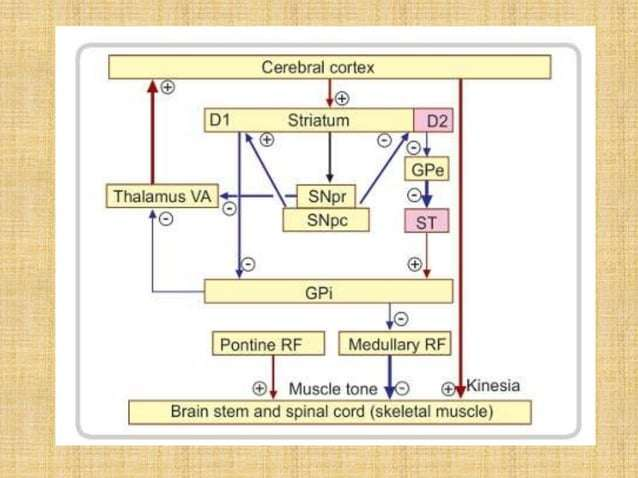 Cerebral cortex
+
+
D1 Striatum D2
+ - -
GPe
Thalamus VA - SNpr -
SNpc ST
-
- +
GPi
-
Pontine RF Medullary RF
+ Muscle tone - + Kinesia
Brain stem and spinal cord (skeletal muscle)